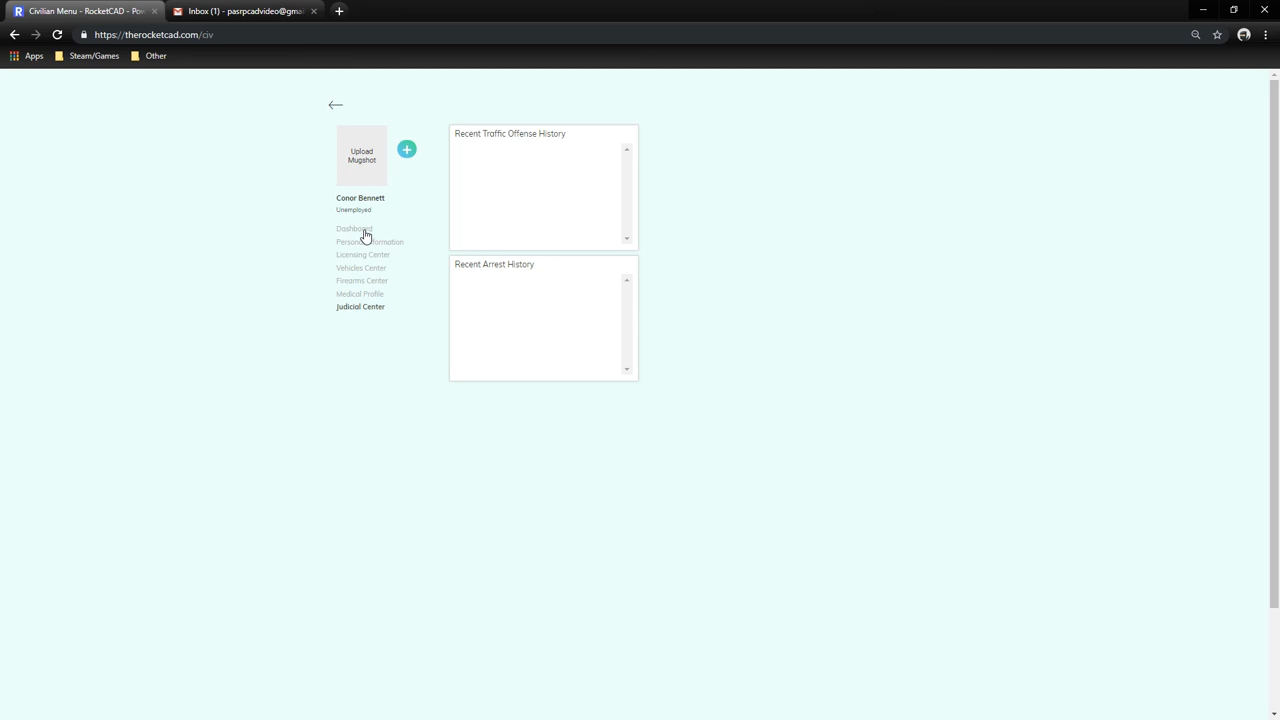 Civilian Menu - RocketCAD - Po
Inbox (1) - pasrpcadvideo@gma
https://therocketcad.com/civ
Apps
Steam/Games
Other
Upload
Mugshot
Conor Bennett
Unemployed
Dashboard
Personal Information
Licensing Center
Vehicles Center
Firearms Center
Medical Profile
Judicial Center
Recent Traffic Offense History
Recent Arrest History